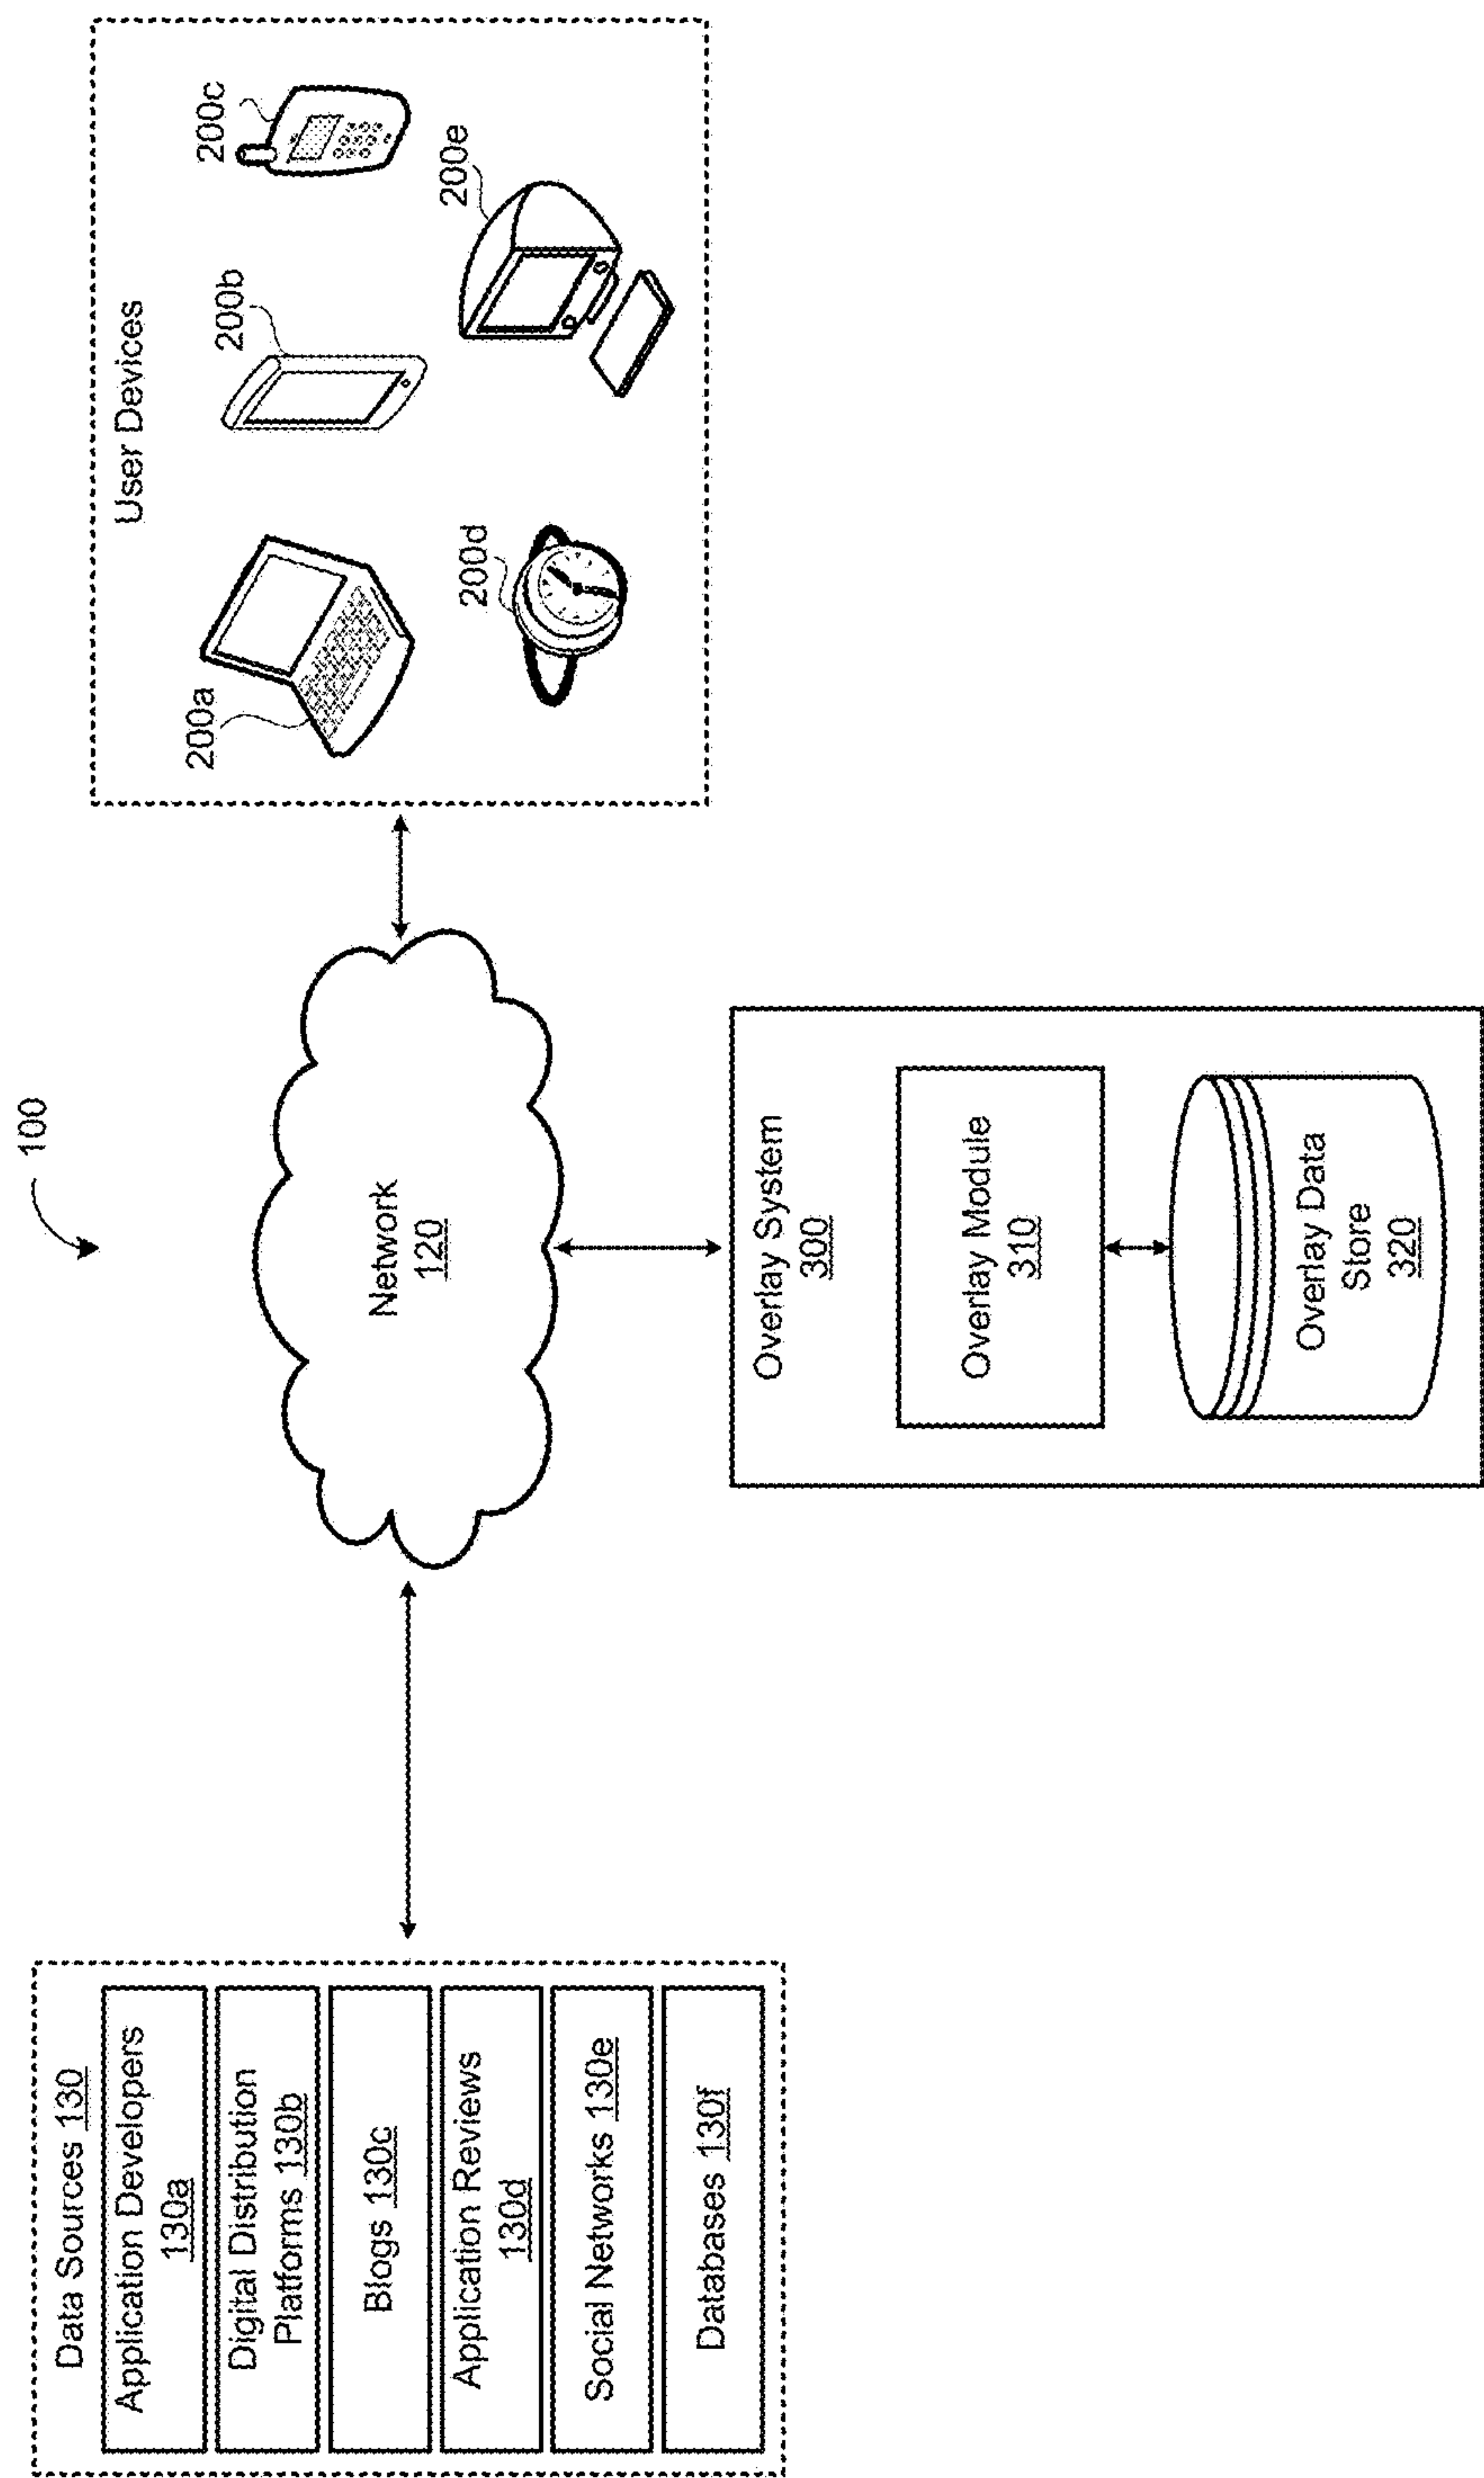 100
Data Sources 130
Application Developers
130a
Digital Distribution
Platforms 130b
Blogs 130c
Application Reviews
130d
Social Networks 130e
Databases 130f
Network
120
User Devices
200a
200b
200c
200d
200e
Overlay System
300
Overlay Module
310
Overlay Data
Store
320